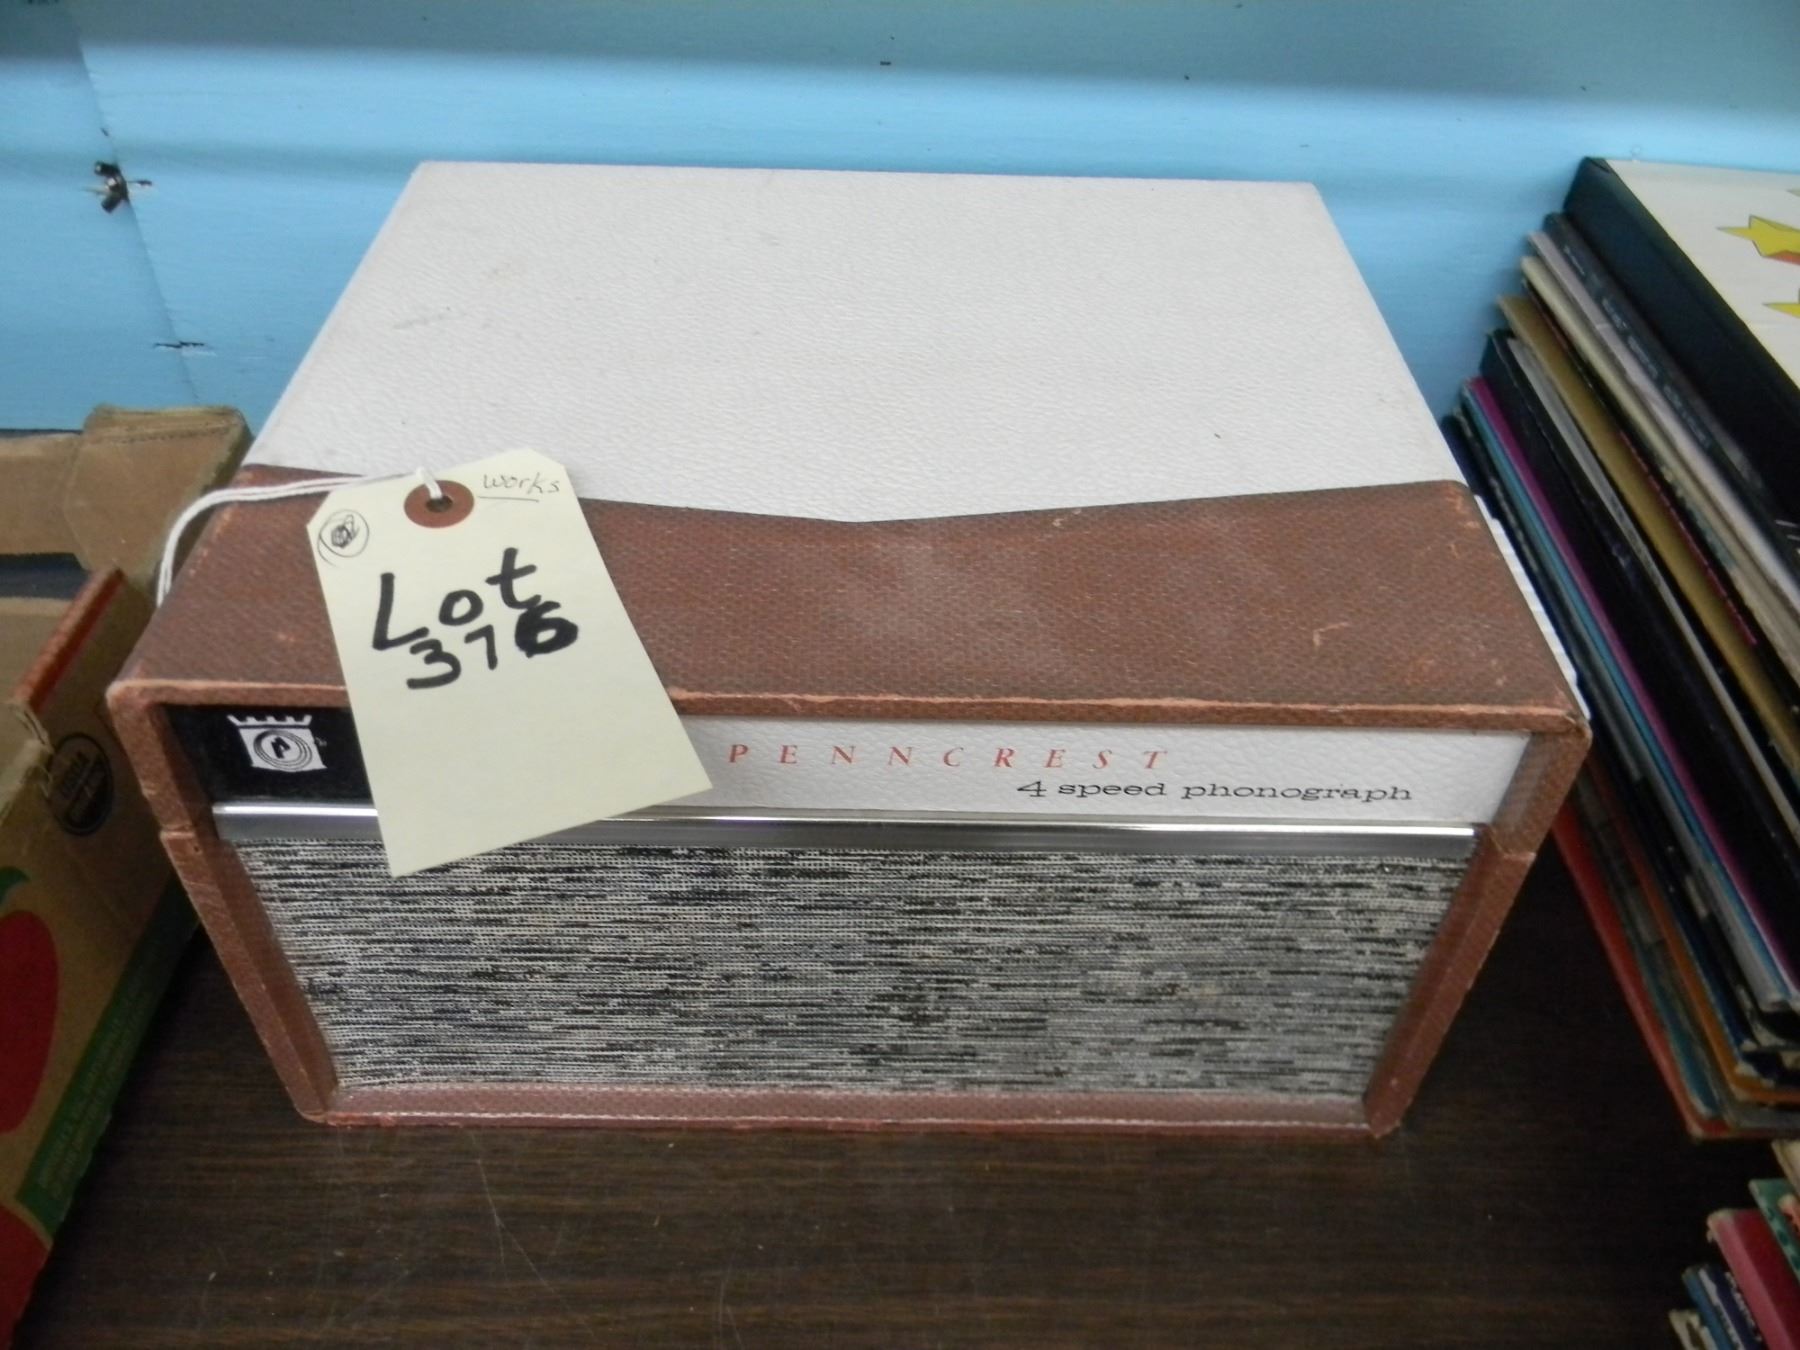 works
Lot
376
PENNCREST
4 speed phonograph